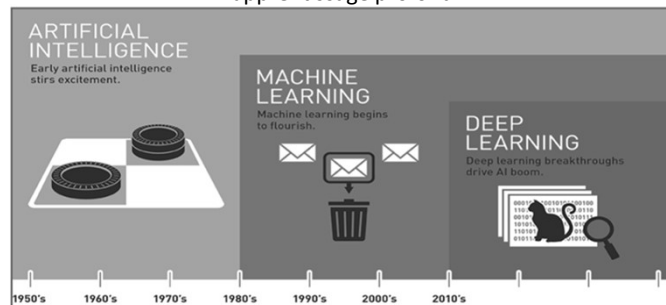 ARTIFICIAL
INTELLIGENCE
Early artificial intelligence
stirs excitement.
MACHINE
LEARNING
Machine learning begins
to flourish.
DEEP
LEARNING
Deep learning breakthroughs
drive AI boom.
1950's 1960's 1970's 1980's 1990's 2000's 2010's